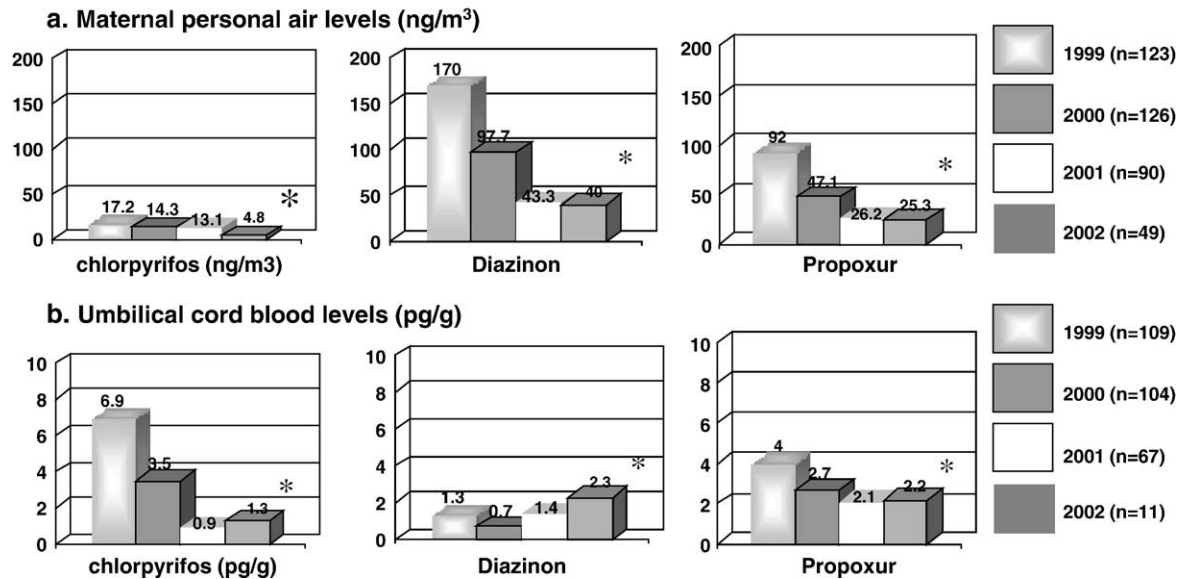 a. Maternal personal air levels (ng/m³)
200
150
100
50
0
17.2 14.3 13.1 4.8 *
chlorpyrifos (ng/m3)
200
150
100
50
0
170 97.7 43.3 40 *
Diazinon
200
150
100
50
0
92 47.1 26.2 25.3 *
Propoxur
1999 (n=123)
2000 (n=126)
2001 (n=90)
2002 (n=49)
b. Umbilical cord blood levels (pg/g)
10
8
6
4
2
0
6.9 3.5 0.9 1.3 *
chlorpyrifos (pg/g)
10
8
6
4
2
0
1.3 0.7 1.4 2.3 *
Diazinon
10
8
6
4
2
0
4 2.7 2.1 2.2 *
Propoxur
1999 (n=109)
2000 (n=104)
2001 (n=67)
2002 (n=11)